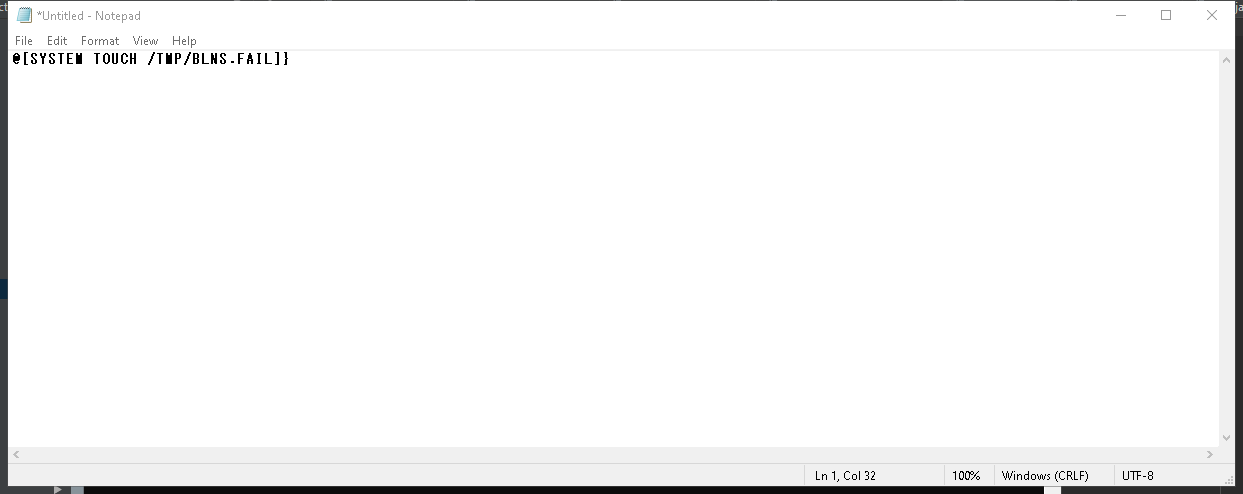 *Untitled - Notepad
File Edit Format View Help
@[SYSTEM TOUCH /TMP/BLNS.FAIL]}
Ln 1, Col 32 100% Windows (CRLF) UTF-8